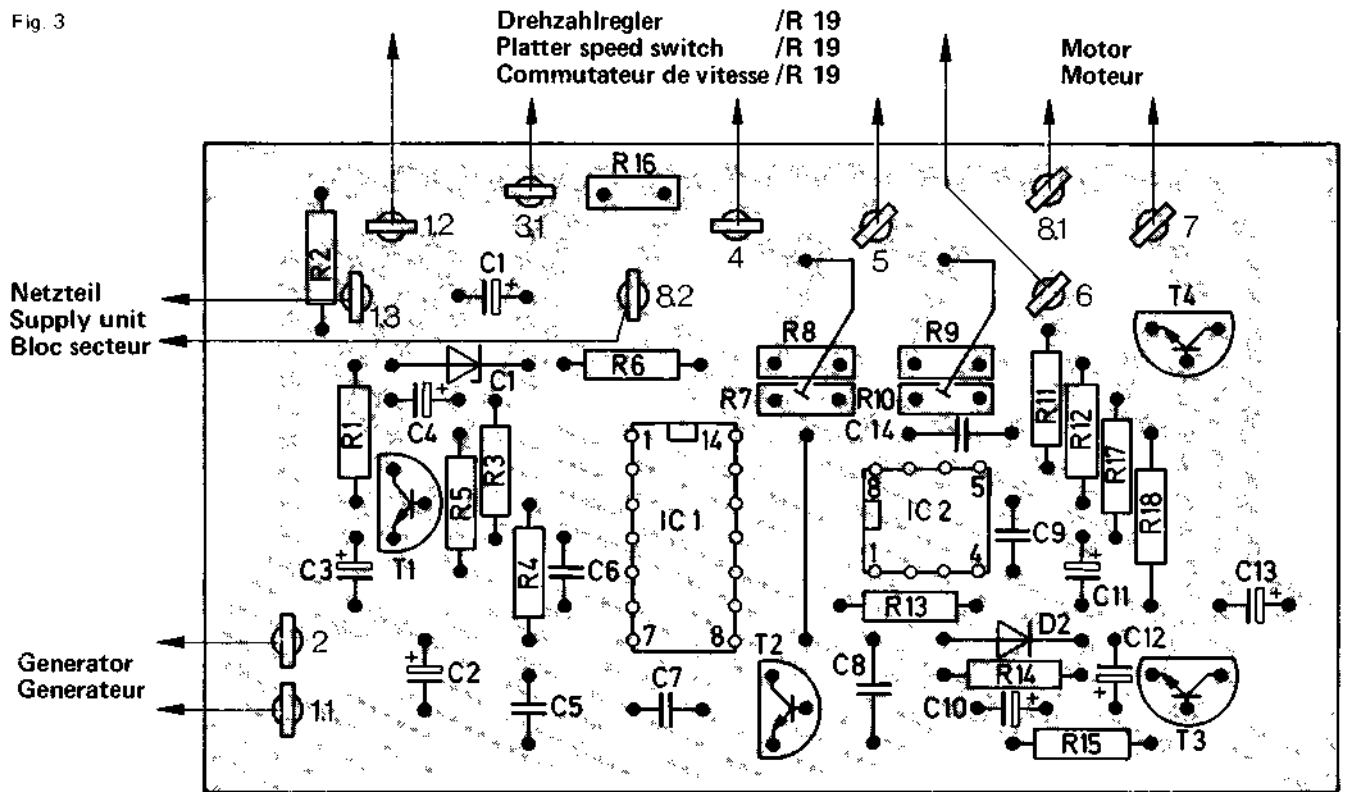 Fig. 3
Drehzahlregler /R 19
Platter speed switch /R 19
Commutateur de vitesse /R 19
Motor
Moteur
R 16
1.2
3.1
4
5
8.1
7
R2
C1
1.3
8.2
6
T4
Netzteil
Supply unit
Bloc secteur
R8
R9
R6
C1
R7
R10
R11
R12
C4
R1
R5
R3
1
14
C 14
R17
R18
8
5
IC 1
IC 2
C9
1
4
C3
T1
R4
C6
C11
C13
R13
2
7
8
T2
D2
C12
Generator
Generateur
C2
C7
C8
R14
1.1
C5
C10
R15
T3